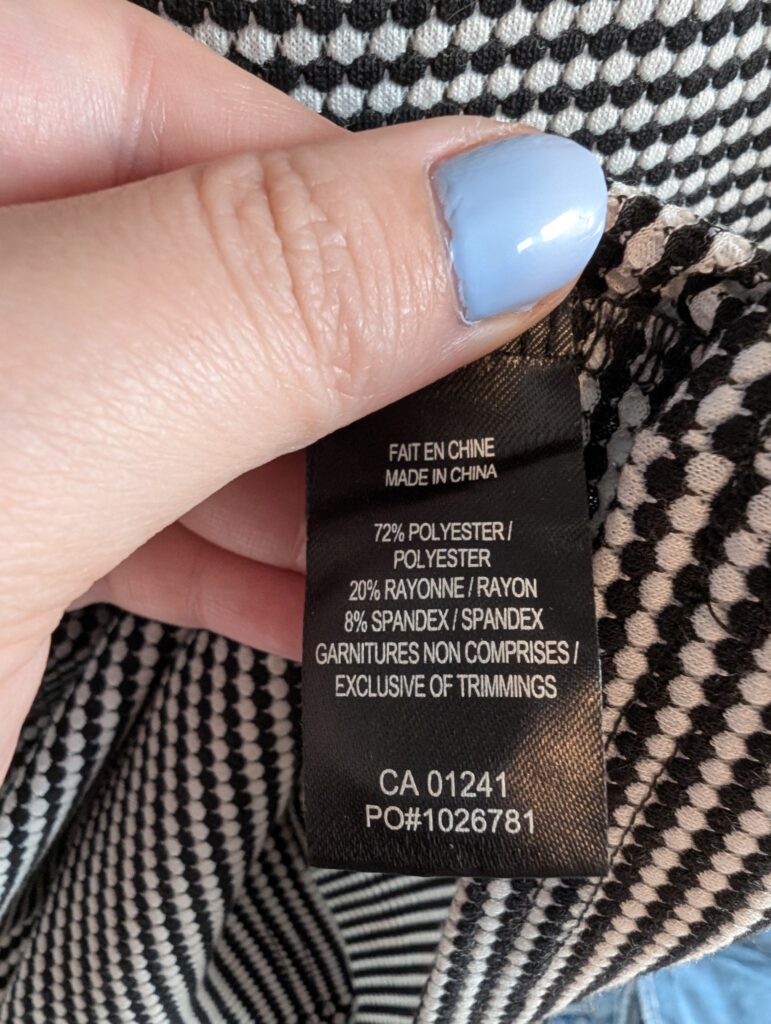 FAIT EN CHINE
MADE IN CHINA
72% POLYESTER /
POLYESTER
20% RAYONNE / RAYON
8% SPANDEX / SPANDEX
GARNITURES NON COMPRISES /
EXCLUSIVE OF TRIMMINGS
CA 01241
PO#1026781